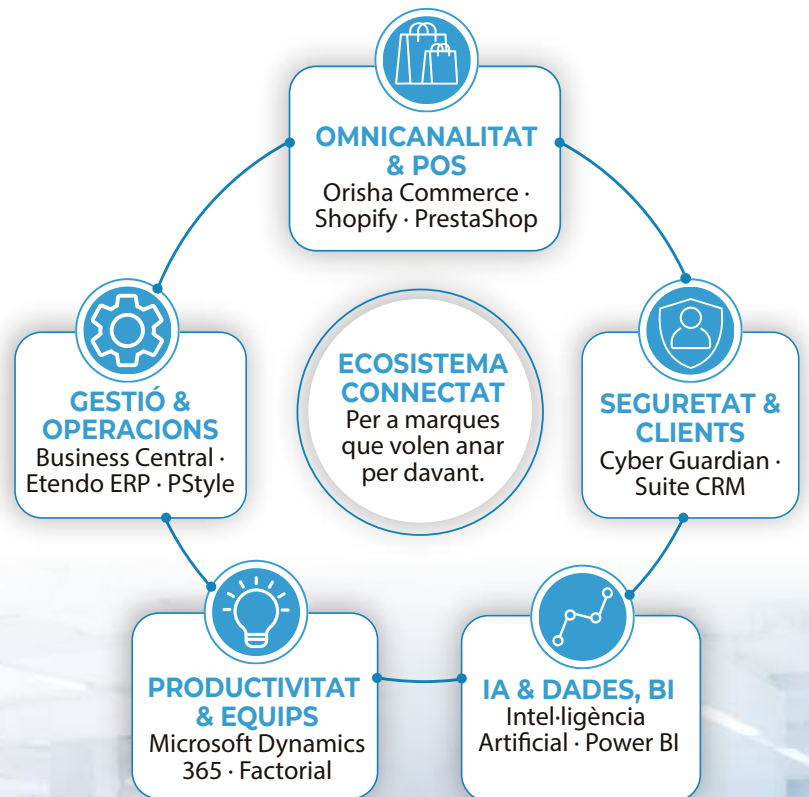 OMNICANALITAT
& POS
Orisha Commerce ·
Shopify · PrestaShop
GESTIÓ &
OPERACIONS
Business Central ·
Etendo ERP · PStyle
ECOSISTEMA
CONNECTAT
Per a marques
que volen anar
per davant.
SEGURETAT &
CLIENTS
Cyber Guardian ·
Suite CRM
PRODUCTIVITAT
& EQUIPS
Microsoft Dynamics
365 · Factorial
IA & DADES, BI
Intel·ligència
Artificial · Power BI